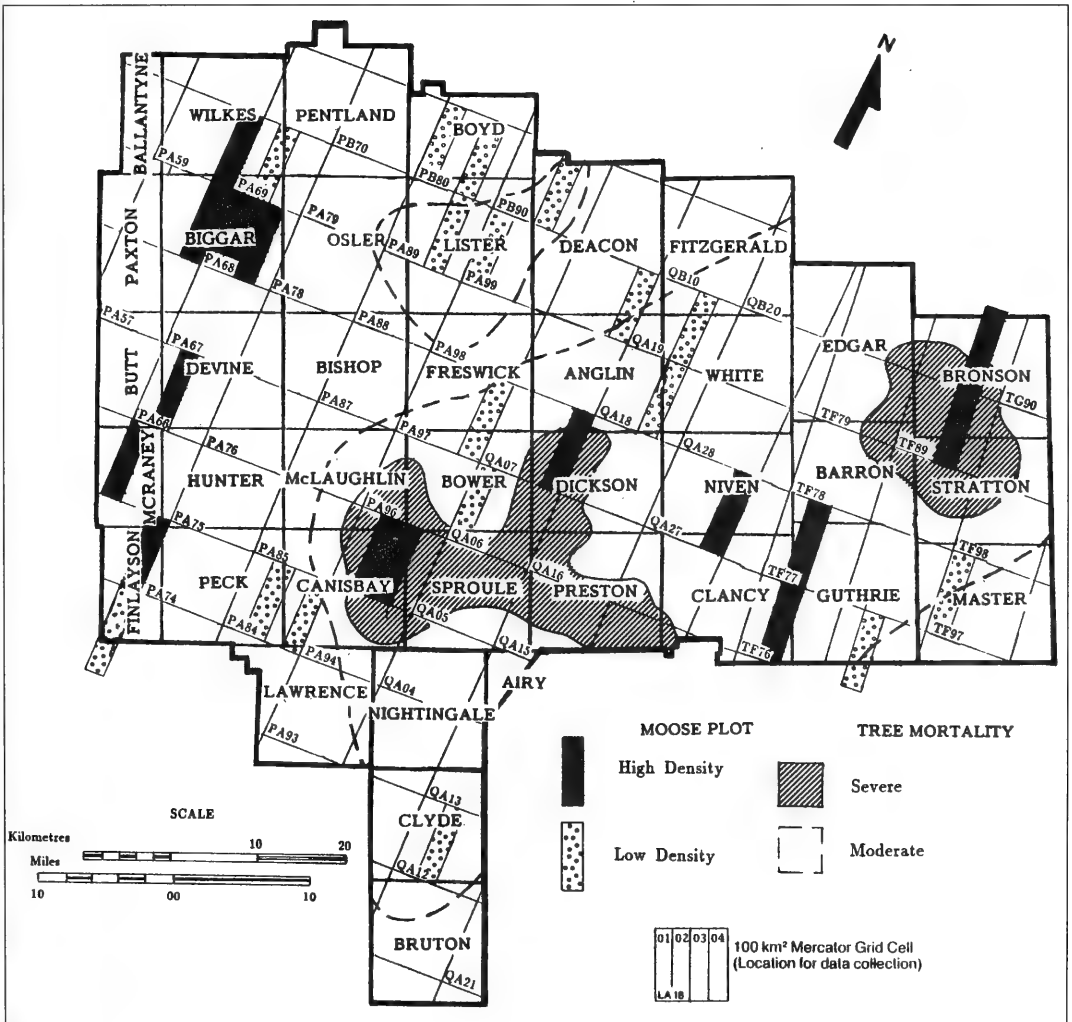 N
BALLANTYNE
WILKES
PENTLAND
BOYD
PA59
PB70
PB80
PA69
PB90
PAXTON
BIGGAR
PA79
OSLER
PA89
LISTER
PA99
DEACON
FITZGERALD
PA68
PA78
QB10
QB20
PA57
PA67
PA88
PA98
QA19
BUTT
DEVINE
BISHOP
FRESWICK
ANGLIN
WHITE
EDGAR
BRONSON
PA87
TG90
PA66
PA76
PA97
QA18
TF79
MCRANEY
HUNTER
McLAUGHLIN
QA07
BOWER
DICKSON
QA28
NIVEN
BARRON
TF89
STRATTON
TF78
PA96
PA75
PA85
QA06
QA16
QA27
TF77
TF98
FINLAYSON
PECK
CANISBAY
SPROULE
PRESTON
CLANCY
GUTHRIE
MASTER
PA74
PA84
QA05
QA15
TF76
TF97
PA94
QA04
AIRY
LAWRENCE
NIGHTINGALE
PA93
QA13
CLYDE
QA12
BRUTON
QA21
MOOSE PLOT
High Density
Low Density
TREE MORTALITY
Severe
Moderate
SCALE
Kilometres
10 20
Miles
10 00 10
01 02 03 04
LA 18
100 km² Mercator Grid Cell
(Location for data collection)